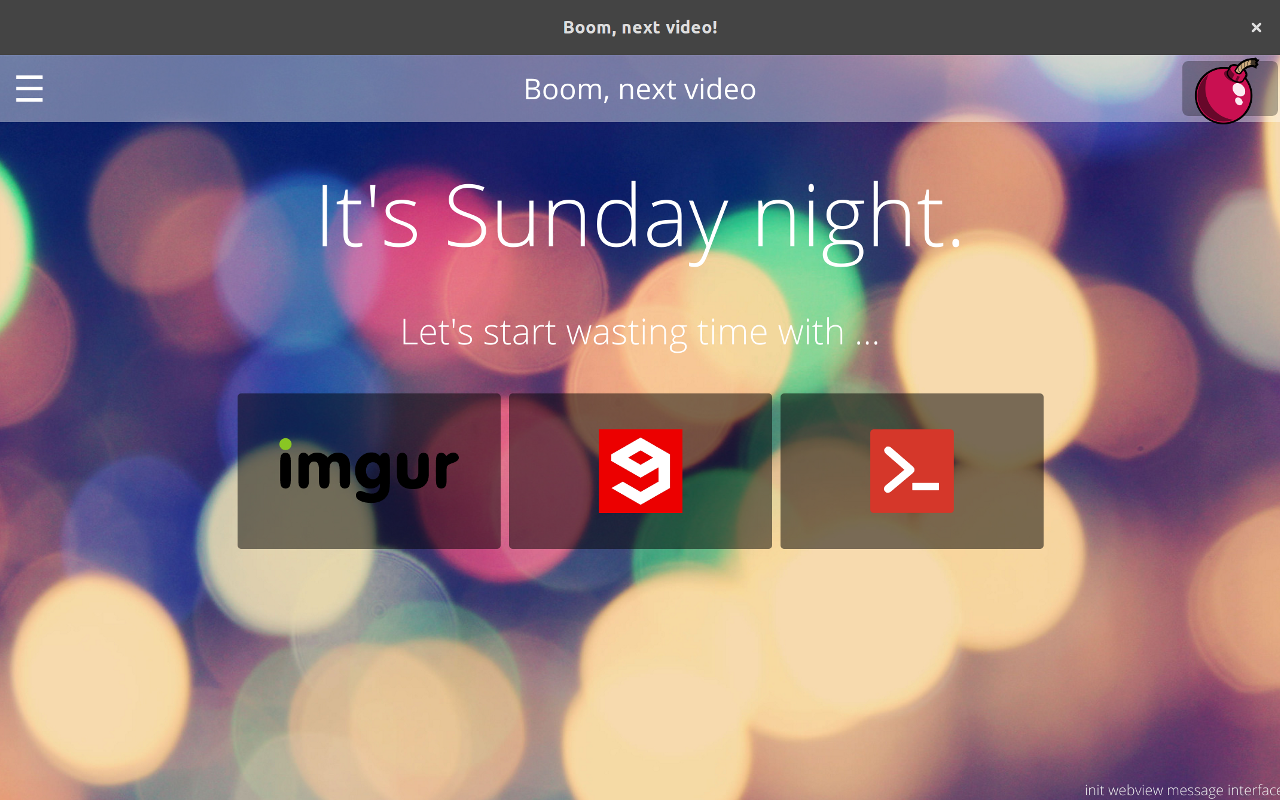 Boom, next video!
Boom, next video
It's Sunday night.
Let's start wasting time with ...
imgur
init webview message interface